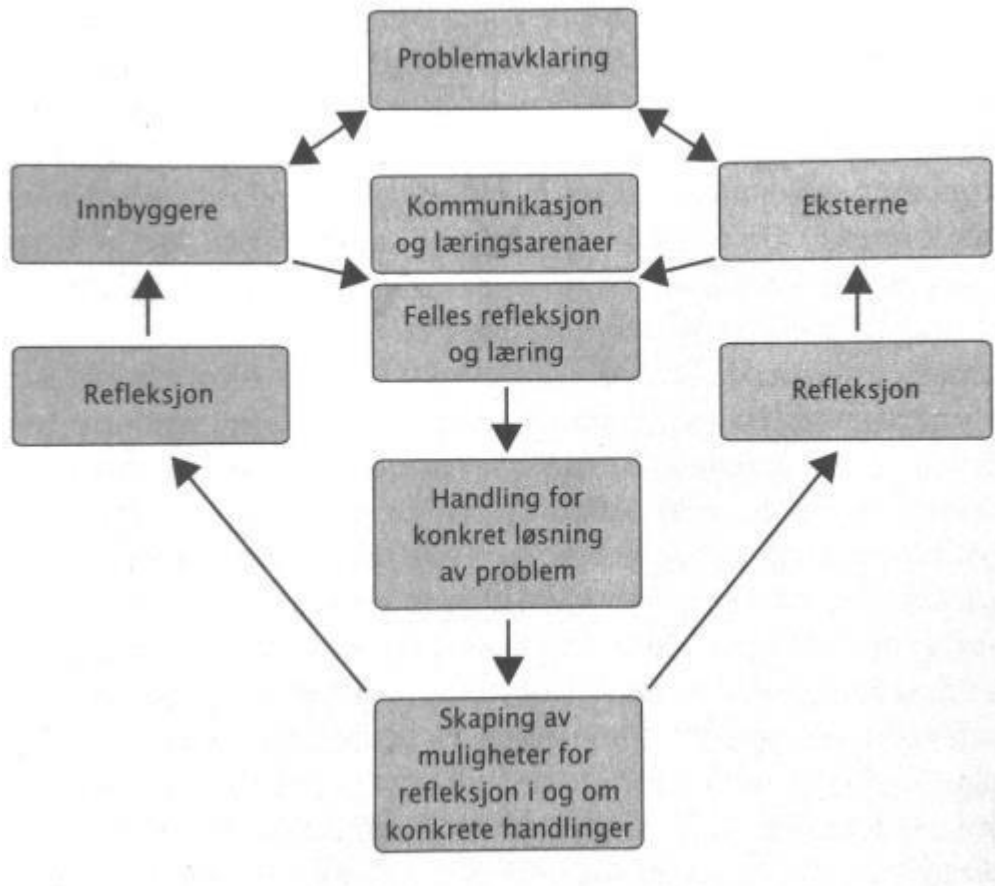 Problemavklaring
Innbyggere
Kommunikasjon
og læringsarenaer
Eksterne
Felles refleksjon
og læring
Refleksjon
Refleksjon
Handling for
konkret løsning
av problem
Skaping av
muligheter for
refleksjon i og om
konkrete handlinger